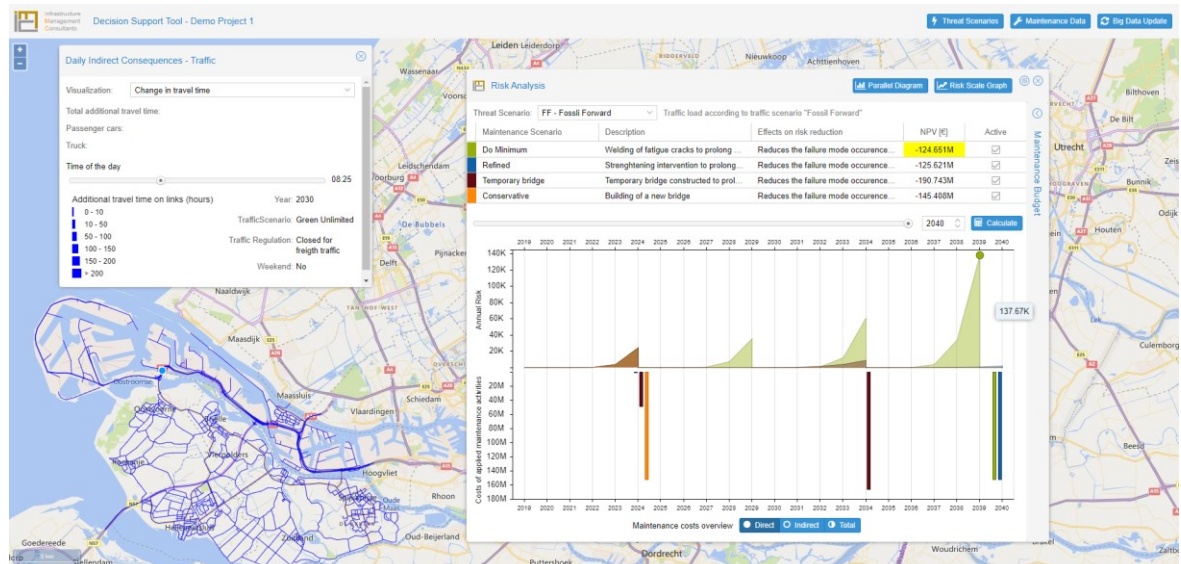 Infrastructure
Management
Consultants
Decision Support Tool - Demo Project 1
Threat Scenarios
Maintenance Data
Big Data Update
Daily Indirect Consequences - Traffic
Visualization: Change in travel time
Total additional travel time:
Passenger cars:
Truck:
Time of the day
08:25
Additional travel time on links (hours)
0 - 10
10 - 50
50 - 100
100 - 150
150 - 200
> 200
Year: 2030
TrafficScenario: Green Unlimited
Traffic Regulation: Closed for
freigth traffic
Weekend: No
Risk Analysis
Parallel Diagram
Risk Scale Graph
Threat Scenario: FF - Fossli Forward
Traffic load according to traffic scenario "Fossil Forward"
Maintenance Scenario Description Effects on risk reduction NPV [€] Active
Do Minimum Welding of fatigue cracks to prolong ... Reduces the failure mode occurence... -124.651M
Refined Strenghtening intervention to prolong... Reduces the failure mode occurence... -125.621M
Temporary bridge Temporary bridge constructed to prol... Reduces the failure mode occurence... -190.743M
Conservative Building of a new bridge Reduces the failure mode occurence... -145.408M
Maintenance Budget
2040
Calculate
2019 2020 2021 2022 2023 2024 2025 2026 2027 2028 2029 2030 2031 2032 2033 2034 2035 2036 2037 2038 2039 2040
Annual Risk
140K
120K
100K
80K
60K
40K
20K
137.67K
Costs of applied maintenance activities
20M
40M
60M
80M
100M
120M
140M
160M
180M
2019 2020 2021 2022 2023 2024 2025 2026 2027 2028 2029 2030 2031 2032 2033 2034 2035 2036 2037 2038 2039 2040
Maintenance costs overview Direct Indirect Total
Leiden
Leiderdorp
Nieuwkoop
Achttienhoven
Wassenaar
Leidschendam
Delft
Pijnacker
Naaldwijk
Maasdijk
Maassluis
Vlaardingen
Schiedam
Hoogvliet
Rhoon
Oud-Beijerland
Goedereede
Hellevoetsluis
Zuidland
Dordrecht
Puttershoek
Woudrichem
Utrecht
De Bilt
Bilthoven
Zeis
Bunnik
Odijk
Houten
Culemborg
Beesd
Lek